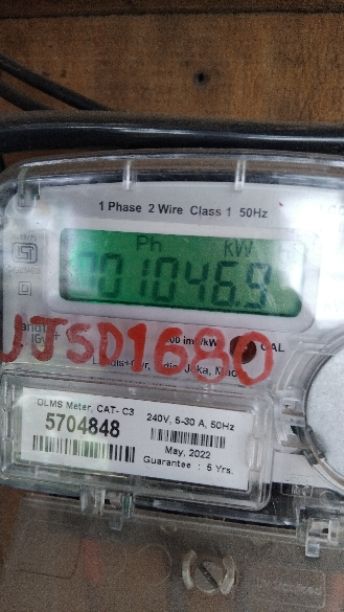 1 Phase 2 Wire Class 1 50Hz
Ph kW
01046.9
UJSD1680
CAL
DLMS Meter, CAT- C3
5704848
240V, 5-30 A, 50Hz
May, 2022
Guarantee : 5 Yrs.